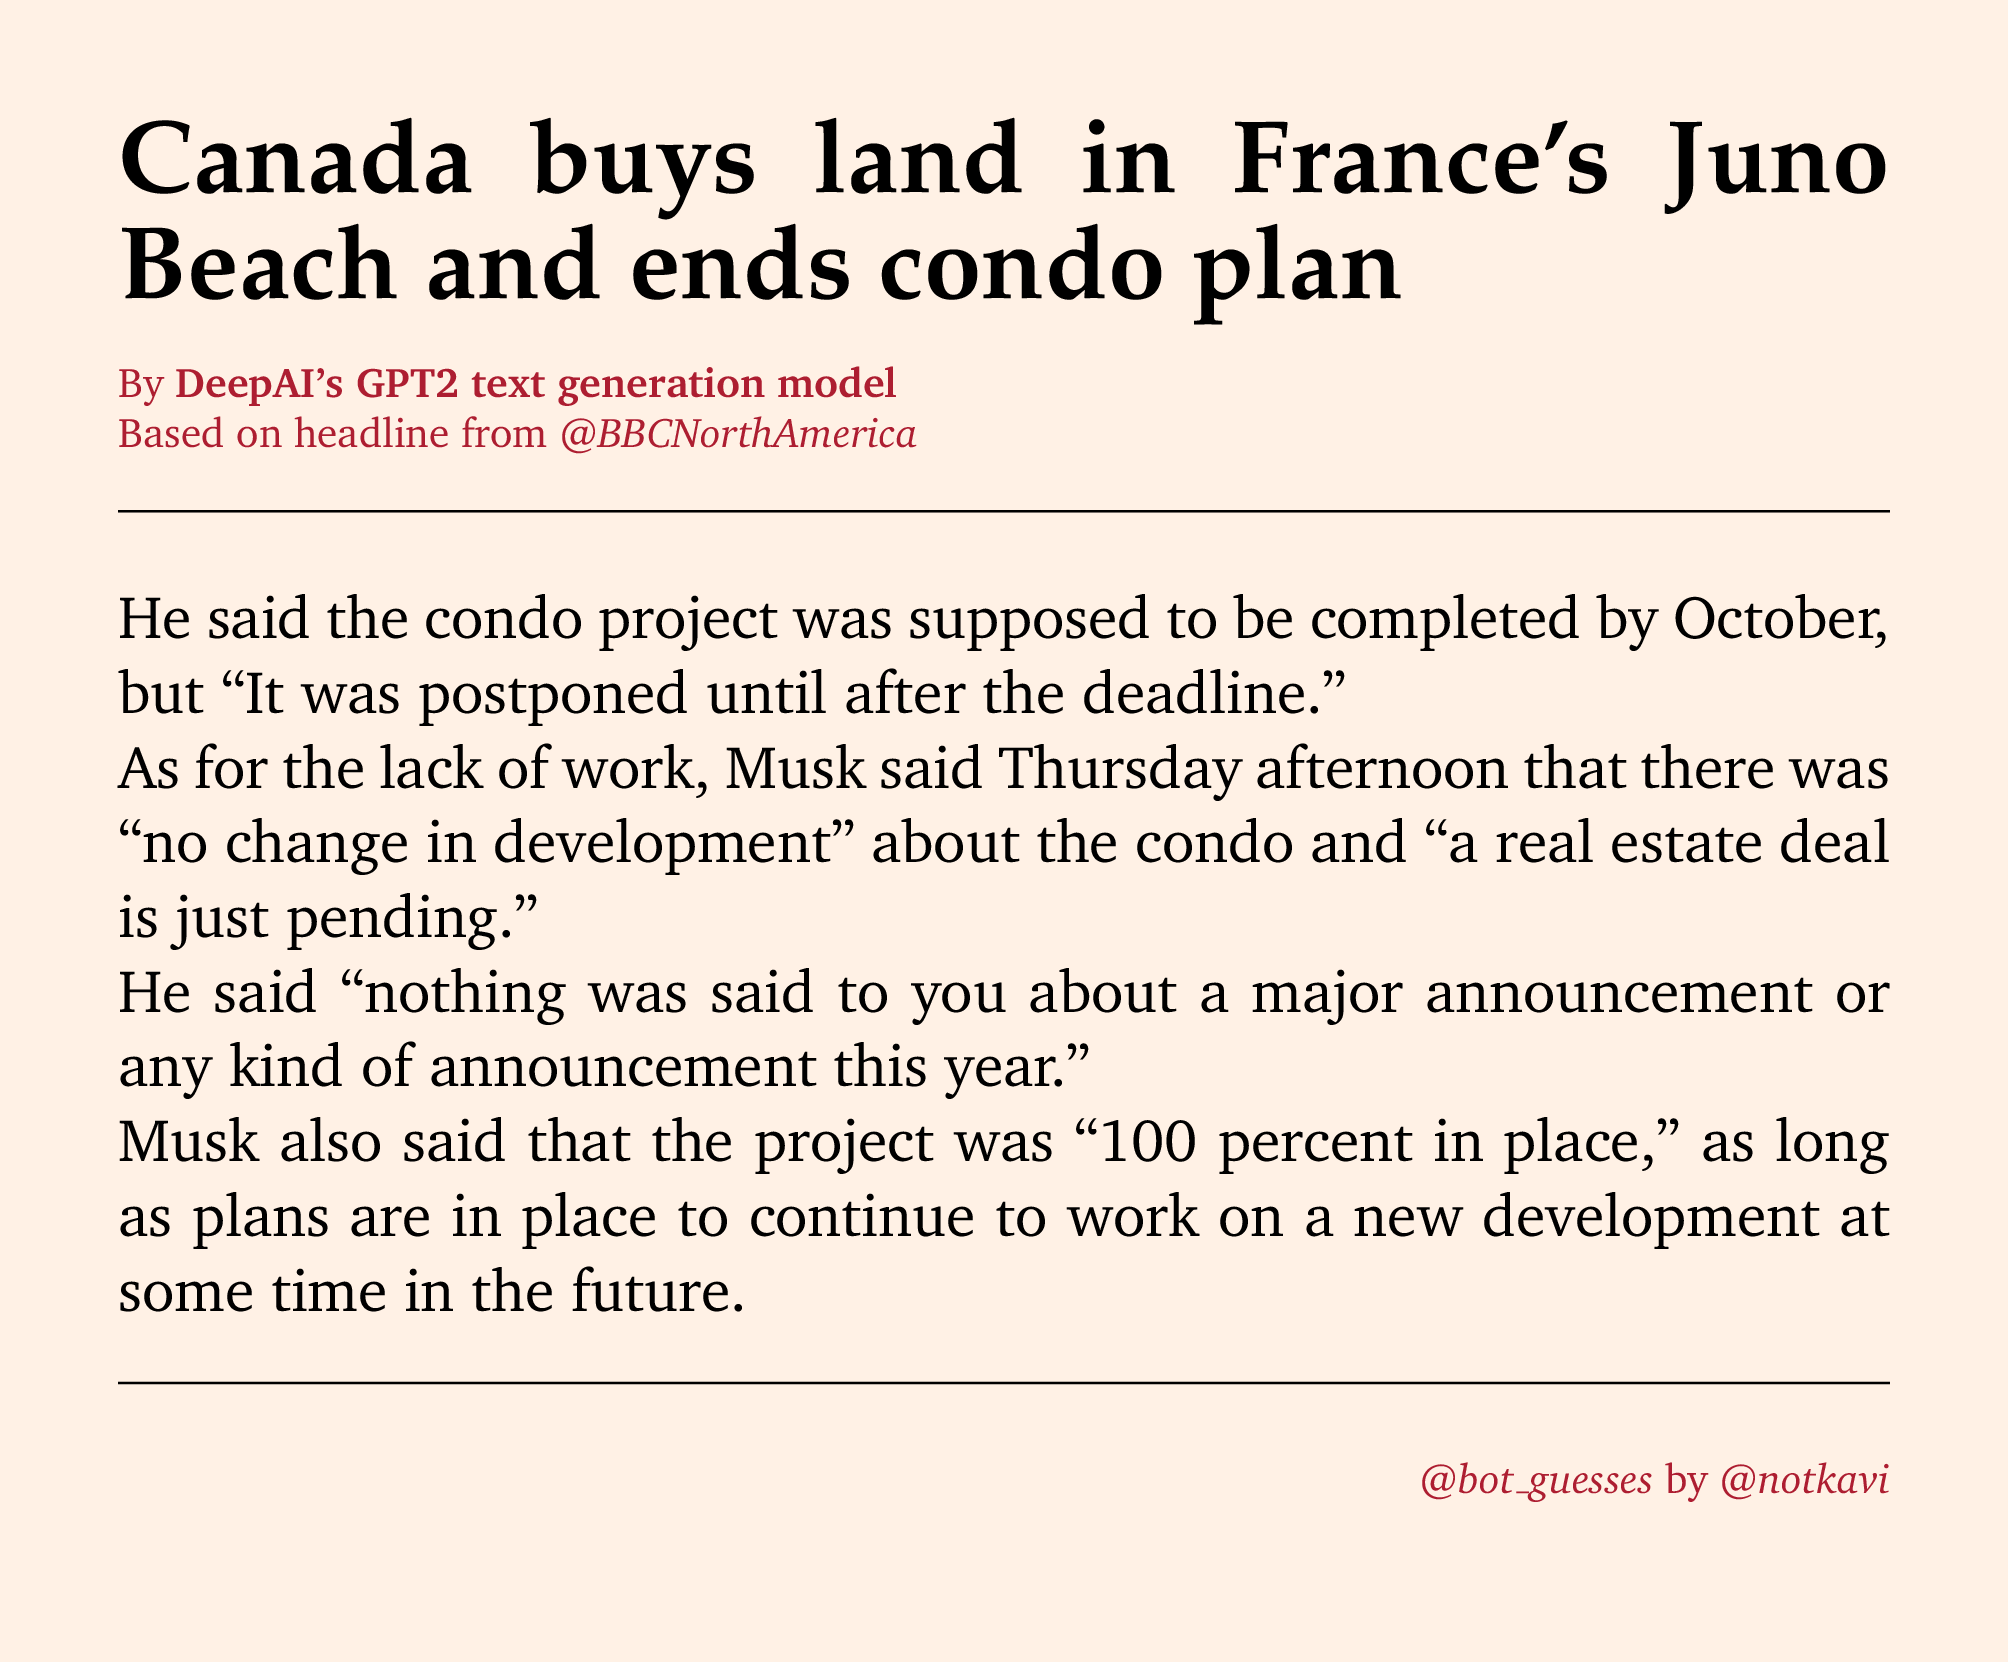 Canada buys land in France’s Juno
Beach and ends condo plan
By DeepAI’s GPT2 text generation model
Based on headline from @BBCNorthAmerica
He said the condo project was supposed to be completed by October,
but “It was postponed until after the deadline.”
As for the lack of work, Musk said Thursday afternoon that there was
“no change in development” about the condo and “a real estate deal
is just pending.”
He said “nothing was said to you about a major announcement or
any kind of announcement this year.”
Musk also said that the project was “100 percent in place,” as long
as plans are in place to continue to work on a new development at
some time in the future.
@bot_guesses by @notkavi